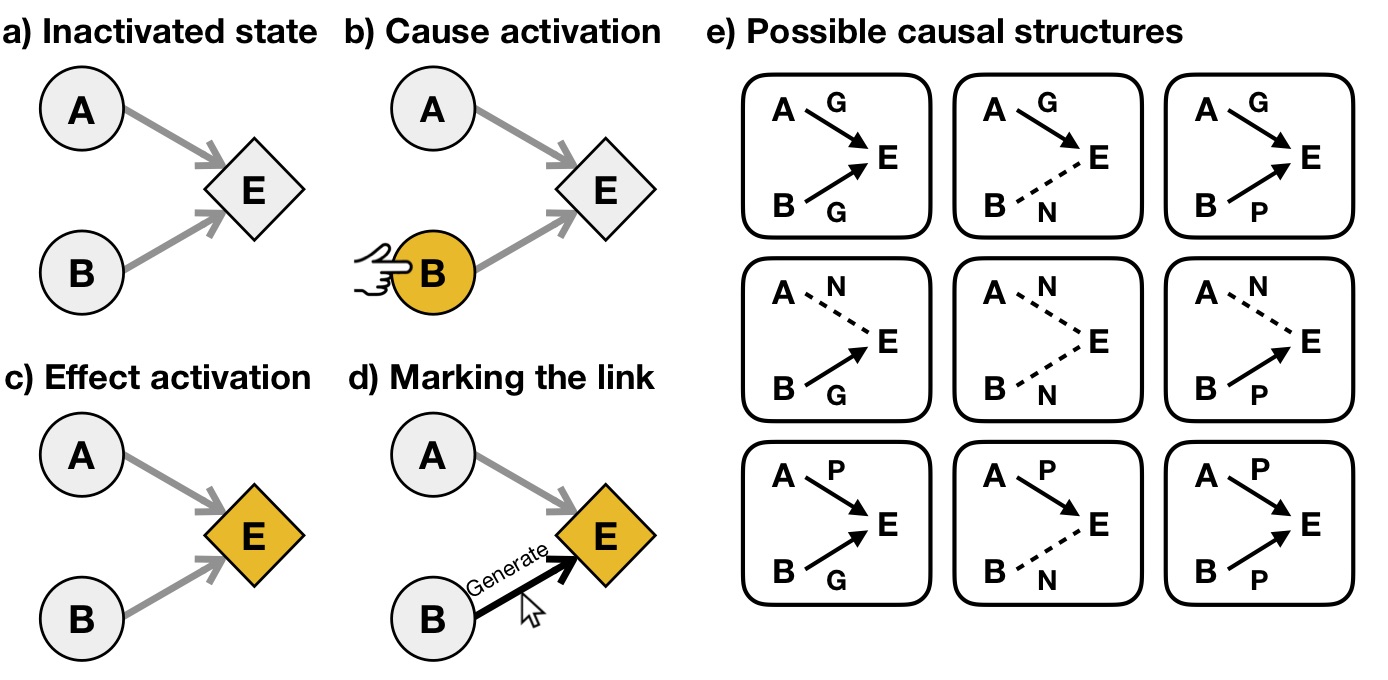 a) Inactivated state
A
E
B
b) Cause activation
A
E
B
c) Effect activation
A
E
B
d) Marking the link
A
E
Generate
B
e) Possible causal structures
A G
E
B G
A G
E
B N
A G
E
B P
A N
E
B G
A N
E
B N
A N
E
B P
A P
E
B G
A P
E
B N
A P
E
B P